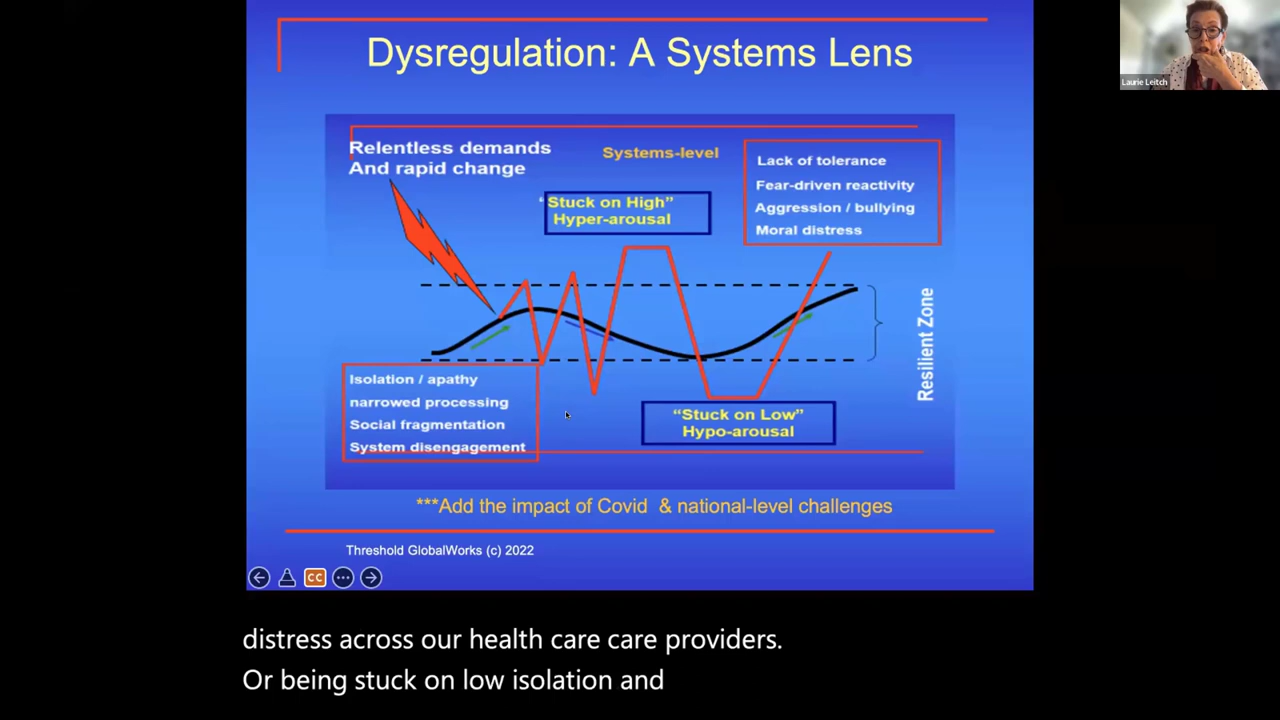 Dysregulation: A Systems Lens
Laurie Leitch
Relentless demands
And rapid change
Systems-level
"Stuck on High"
Hyper-arousal
Lack of tolerance
Fear-driven reactivity
Aggression / bullying
Moral distress
Resilient Zone
Isolation / apathy
narrowed processing
Social fragmentation
System disengagement
"Stuck on Low"
Hypo-arousal
***Add the impact of Covid & national-level challenges
Threshold GlobalWorks (c) 2022
CC
distress across our health care care providers.
Or being stuck on low isolation and